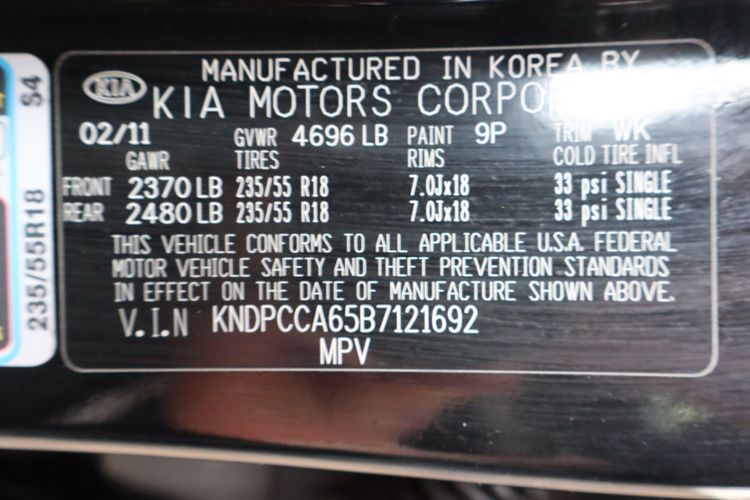 MANUFACTURED IN KOREA BY
KIA
KIA MOTORS
02/11 GVWR 4696 LB PAINT 9P TRIM WK
GAWR TIRES RIMS COLD TIRE INFL
FRONT 2370 LB 235/55 R18 7.0Jx18 33 psi SINGLE
REAR 2480 LB 235/55 R18 7.0Jx18 33 psi SINGLE
THIS VEHICLE CONFORMS TO ALL APPLICABLE U.S.A. FEDERAL
MOTOR VEHICLE SAFETY AND THEFT PREVENTION STANDARDS
IN EFFECT ON THE DATE OF MANUFACTURE SHOWN ABOVE.
V.I.N KNDPCCA65B7121692
MPV
235/55R18 S4